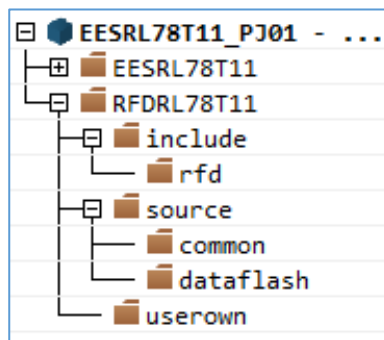 EESRL78T11_PJ01 - ...
EESRL78T11
RFDRL78T11
include
rfd
source
common
dataflash
userown